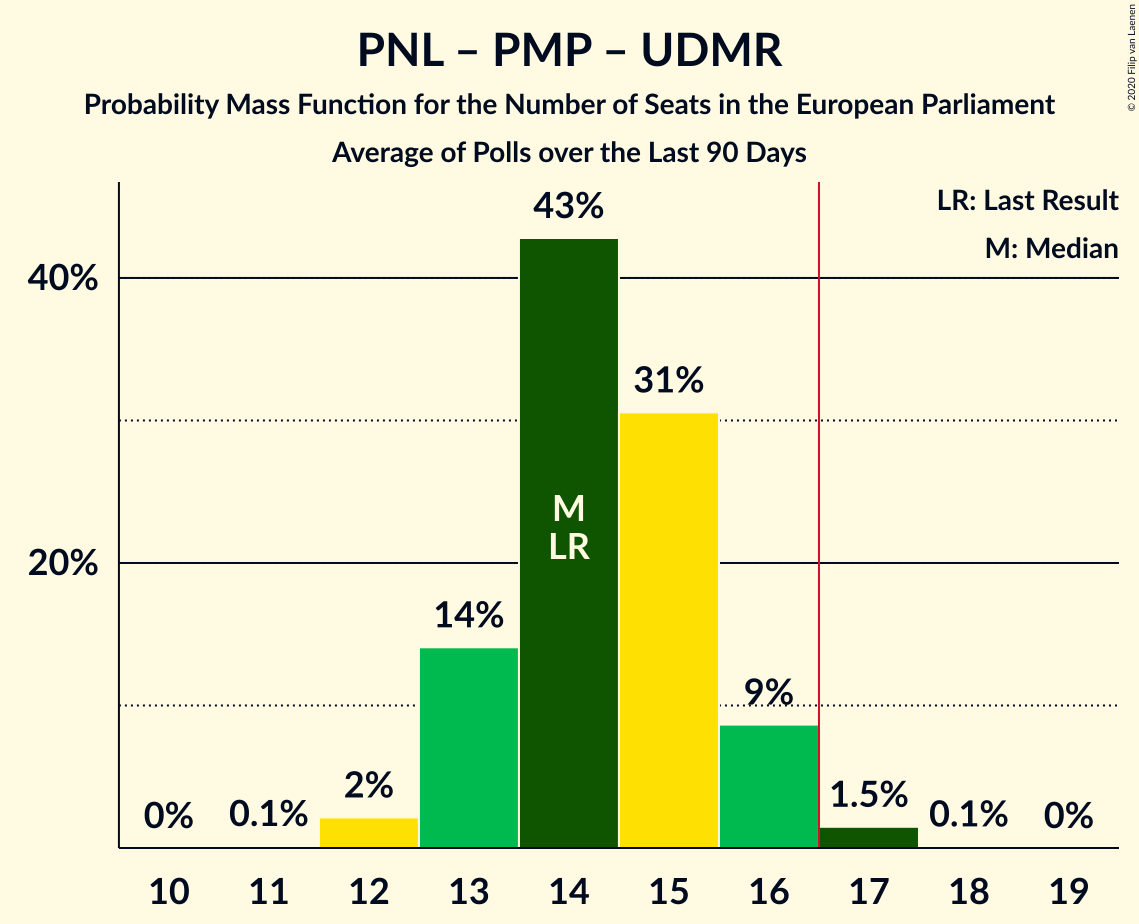 PNL – PMP – UDMR
Probability Mass Function for the Number of Seats in the European Parliament
Average of Polls over the Last 90 Days
© 2020 Filip van Laenen
LR: Last Result
M: Median
43%
40%
31%
M
LR
20%
14%
9%
2%
1.5%
0%
0.1%
0.1%
0%
10 11 12 13 14 15 16 17 18 19